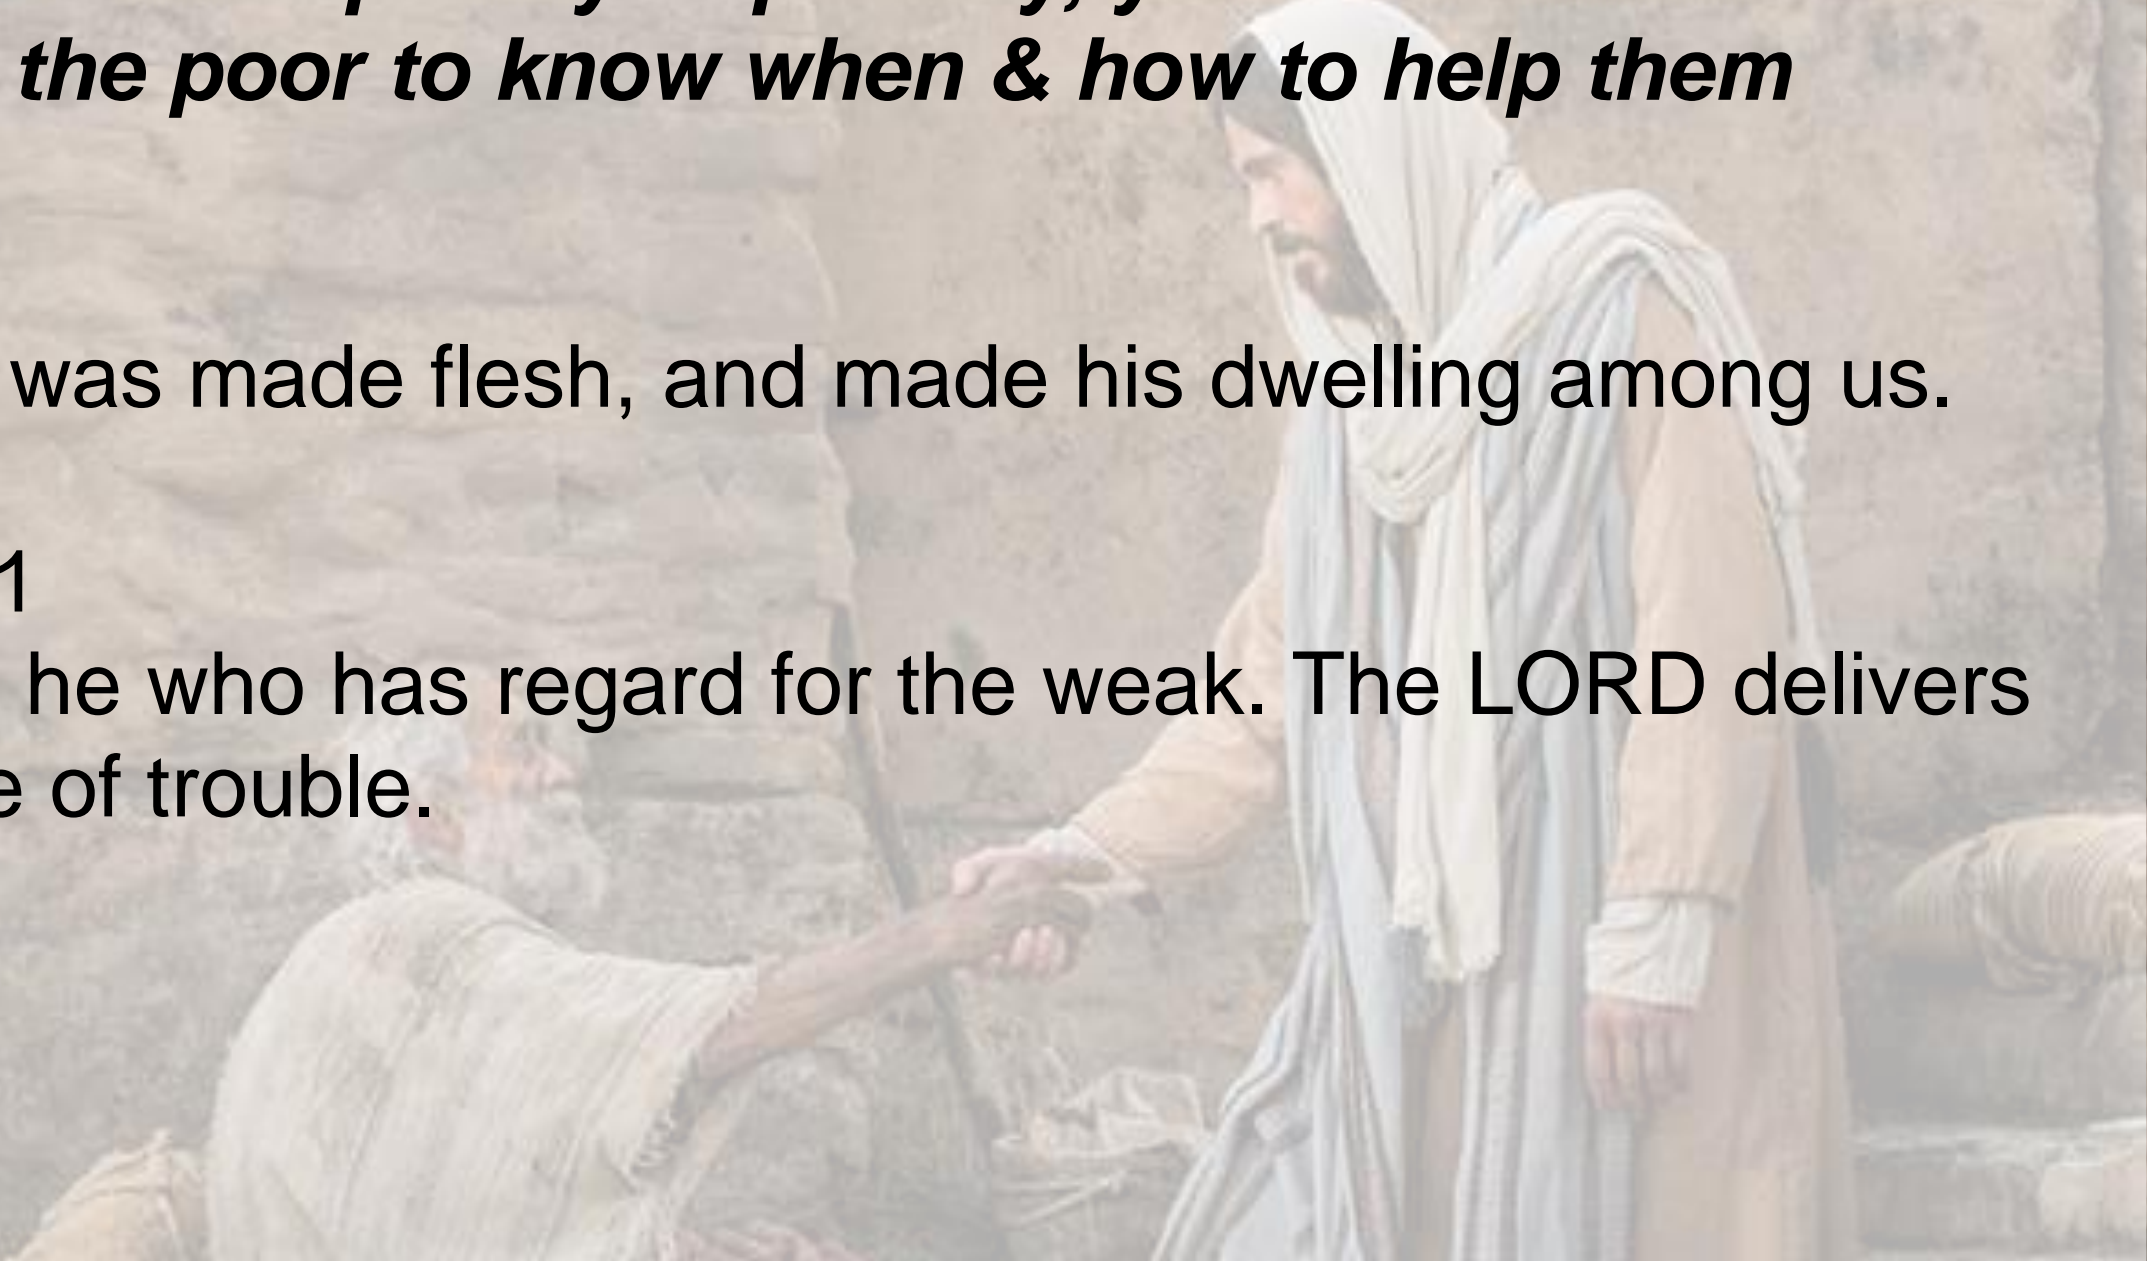 the poor to know when & how to help them
was made flesh, and made his dwelling among us.
1
he who has regard for the weak. The LORD delivers
e of trouble.